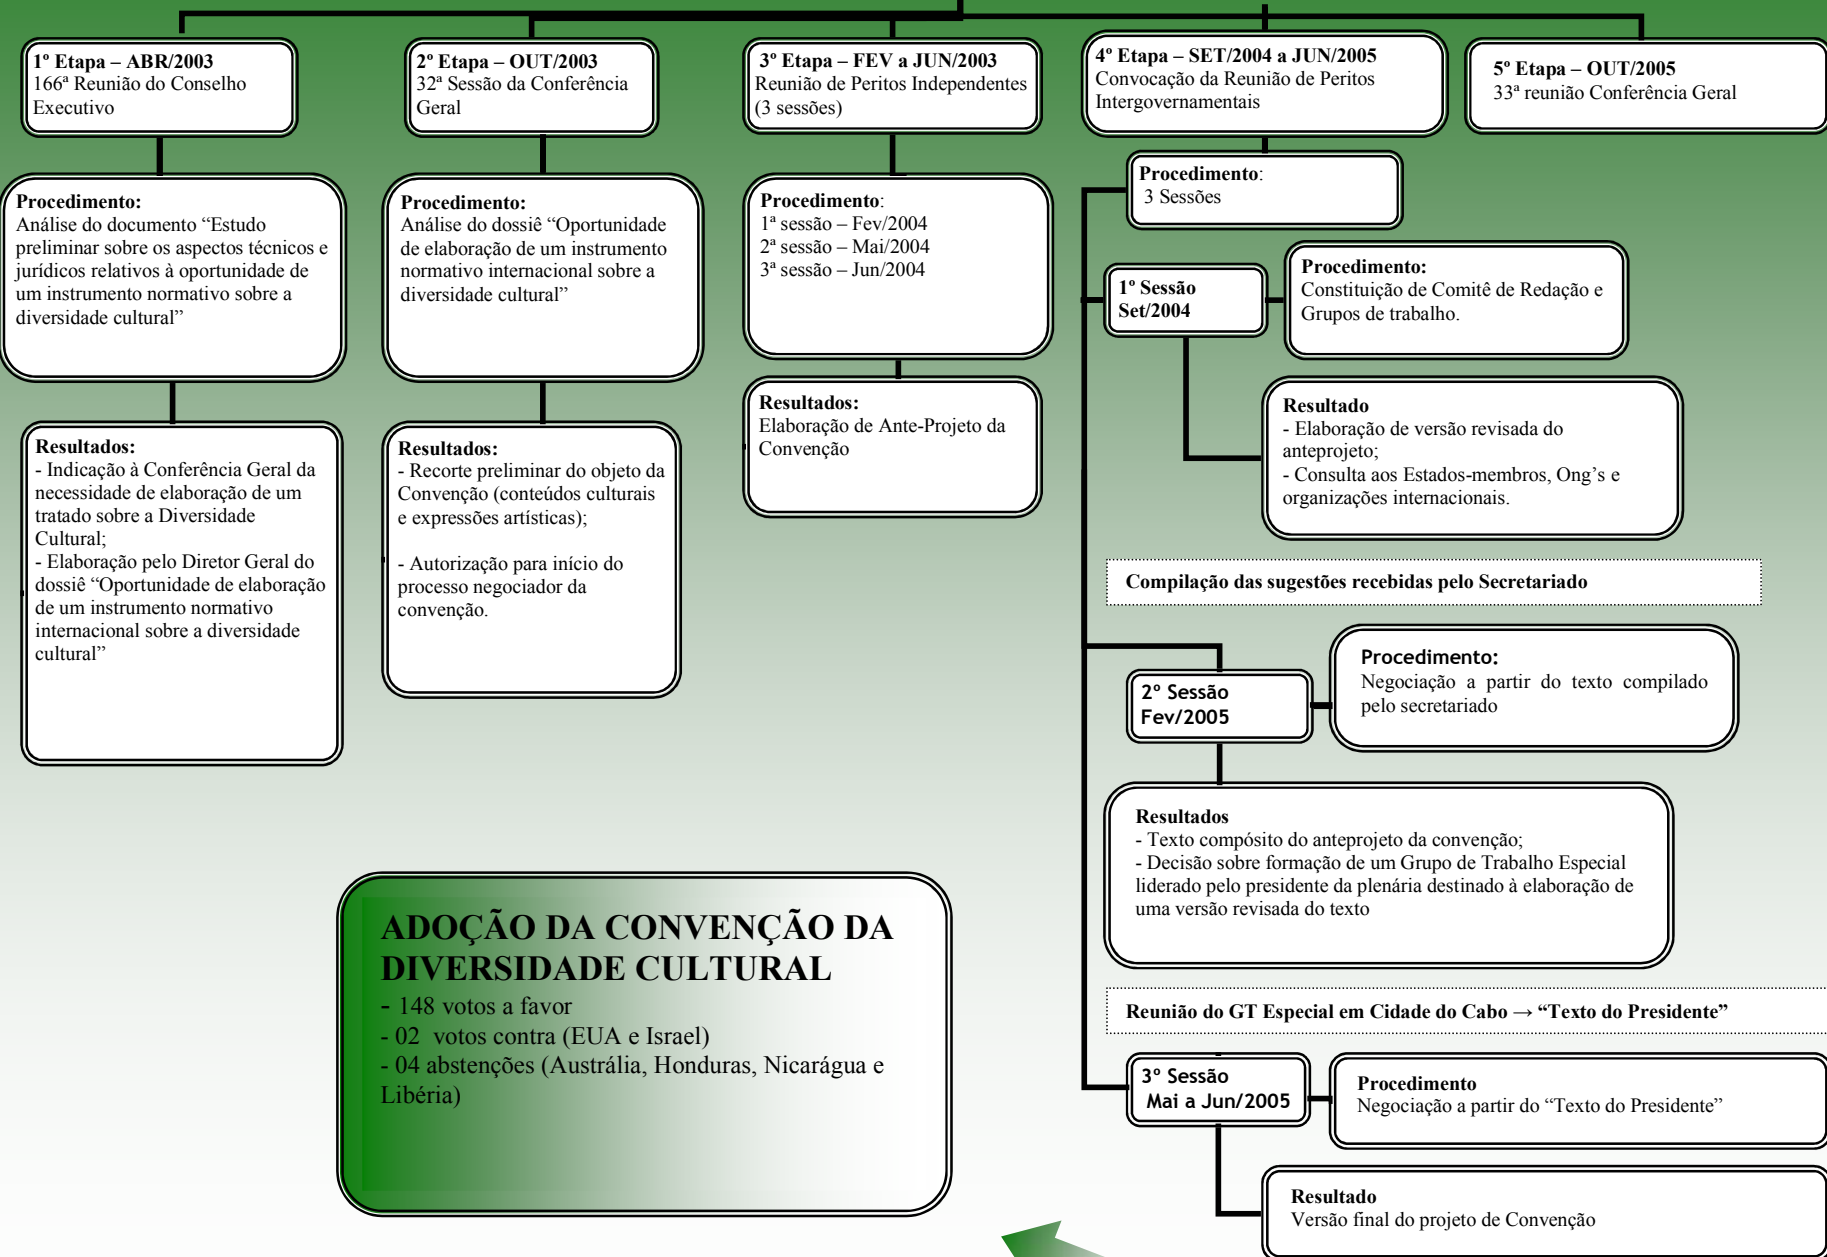 1º Etapa – ABR/2003
166ª Reunião do Conselho
Executivo
Procedimento:
Análise do documento “Estudo
preliminar sobre os aspectos técnicos e
jurídicos relativos à oportunidade de
um instrumento normativo sobre a
diversidade cultural”
Resultados:
- Indicação à Conferência Geral da
necessidade de elaboração de um
tratado sobre a Diversidade
Cultural;
- Elaboração pelo Diretor Geral do
dossiê “Oportunidade de elaboração
de um instrumento normativo
internacional sobre a diversidade
cultural”
2º Etapa – OUT/2003
32ª Sessão da Conferência
Geral
Procedimento:
Análise do dossiê “Oportunidade
de elaboração de um instrumento
normativo internacional sobre a
diversidade cultural”
Resultados:
- Recorte preliminar do objeto da
Convenção (conteúdos culturais
e expressões artísticas);
- Autorização para início do
processo negociador da
convenção.
3º Etapa – FEV a JUN/2003
Reunião de Peritos Independentes
(3 sessões)
Procedimento:
1ª sessão – Fev/2004
2ª sessão – Mai/2004
3ª sessão – Jun/2004
Resultados:
Elaboração de Ante-Projeto da
Convenção
4º Etapa – SET/2004 a JUN/2005
Convocação da Reunião de Peritos
Intergovernamentais
Procedimento:
3 Sessões
1º Sessão
Set/2004
Procedimento:
Constituição de Comitê de Redação e
Grupos de trabalho.
Resultado
- Elaboração de versão revisada do
anteprojeto;
- Consulta aos Estados-membros, Ong’s e
organizações internacionais.
Compilação das sugestões recebidas pelo Secretariado
2º Sessão
Fev/2005
Procedimento:
Negociação a partir do texto compilado
pelo secretariado
Resultados
- Texto compósito do anteprojeto da convenção;
- Decisão sobre formação de um Grupo de Trabalho Especial
liderado pelo presidente da plenária destinado à elaboração de
uma versão revisada do texto
Reunião do GT Especial em Cidade do Cabo → “Texto do Presidente”
3º Sessão
Mai a Jun/2005
Procedimento
Negociação a partir do “Texto do Presidente”
Resultado
Versão final do projeto de Convenção
5º Etapa – OUT/2005
33ª reunião Conferência Geral
ADOÇÃO DA CONVENÇÃO DA
DIVERSIDADE CULTURAL
- 148 votos a favor
- 02 votos contra (EUA e Israel)
- 04 abstenções (Austrália, Honduras, Nicarágua e
Libéria)